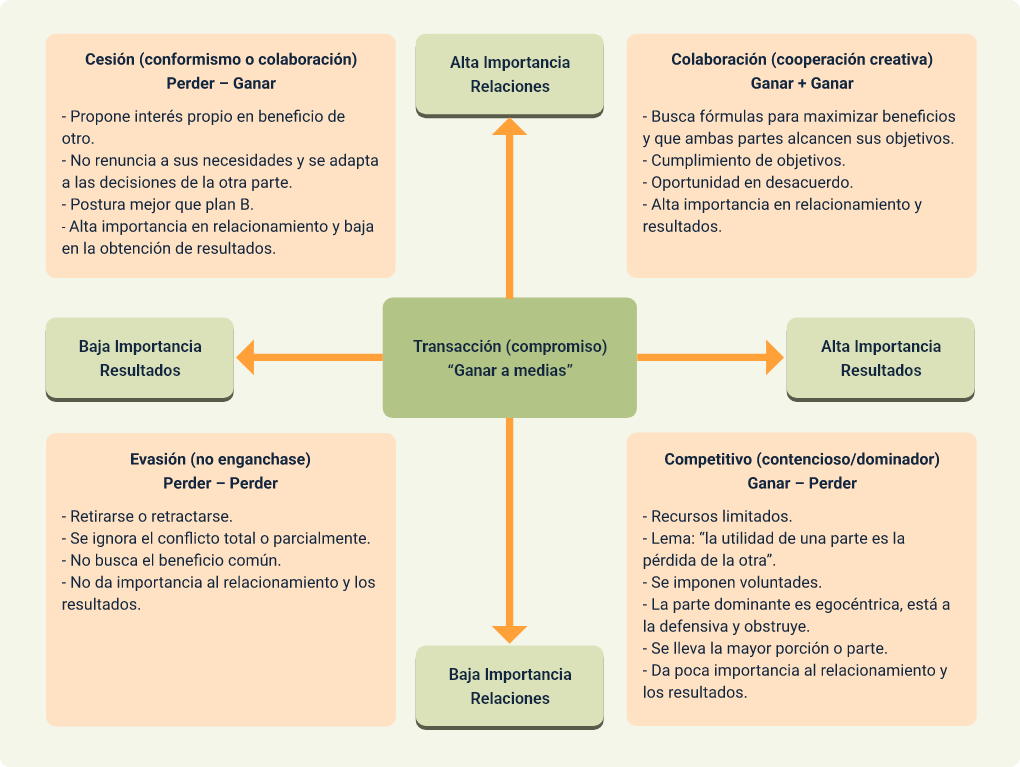 Cesión (conformismo o colaboración)
Perder – Ganar
- Propone interés propio en beneficio de
otro.
- No renuncia a sus necesidades y se adapta
a las decisiones de la otra parte.
- Postura mejor que plan B.
- Alta importancia en relacionamiento y baja
en la obtención de resultados.
Alta Importancia
Relaciones
Colaboración (cooperación creativa)
Ganar + Ganar
- Busca fórmulas para maximizar beneficios
y que ambas partes alcancen sus objetivos.
- Cumplimiento de objetivos.
- Oportunidad en desacuerdo.
- Alta importancia en relacionamiento y
resultados.
Baja Importancia
Resultados
Transacción (compromiso)
“Ganar a medias”
Alta Importancia
Resultados
Evasión (no enganchase)
Perder – Perder
- Retirarse o retractarse.
- Se ignora el conflicto total o parcialmente.
- No busca el beneficio común.
- No da importancia al relacionamiento y los
resultados.
Baja Importancia
Relaciones
Competitivo (contencioso/dominador)
Ganar – Perder
- Recursos limitados.
- Lema: “la utilidad de una parte es la
pérdida de la otra”.
- Se imponen voluntades.
- La parte dominante es egocéntrica, está a
la defensiva y obstruye.
- Se lleva la mayor porción o parte.
- Da poca importancia al relacionamiento y
los resultados.